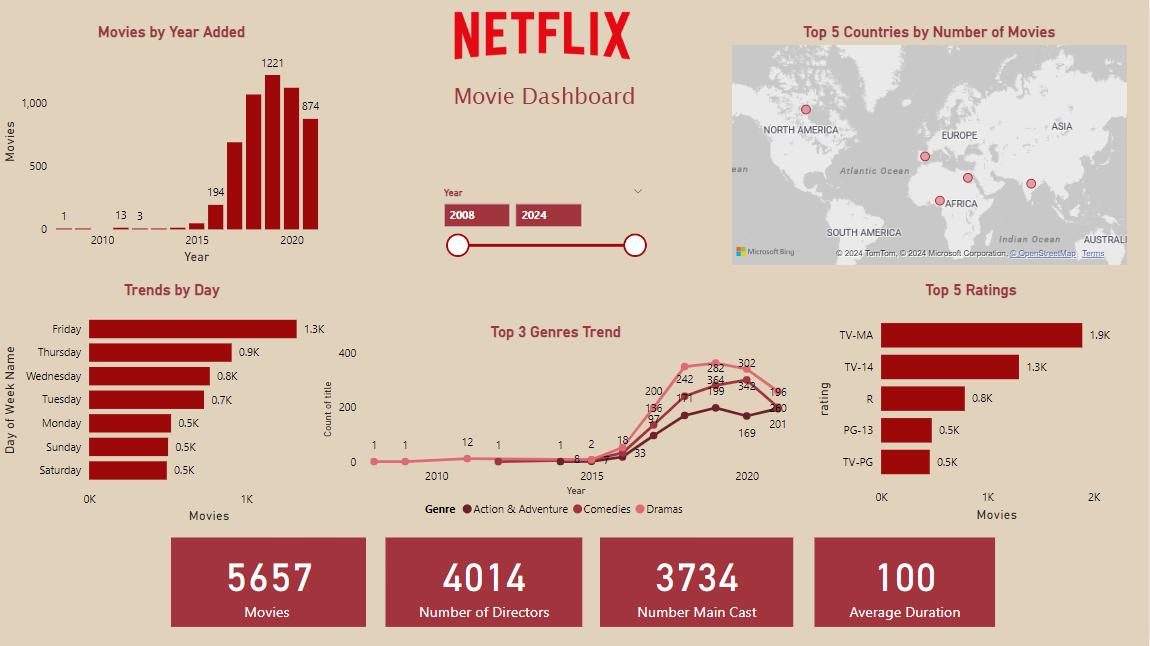 Movies by Year Added
1221
874
194
1
13
3
1,000
500
0
Movies
2010
2015
2020
Year
NETFLIX
Movie Dashboard
Year
2008
2024
Top 5 Countries by Number of Movies
NORTH AMERICA
EUROPE
ASIA
ean
Atlantic Ocean
AFRICA
SOUTH AMERICA
Indian Ocean
AUSTRALI
Microsoft Bing
© 2024 TomTom, © 2024 Microsoft Corporation, © OpenStreetMap Terms
Trends by Day
Day of Week Name
Friday 1.3K
Thursday 0.9K
Wednesday 0.8K
Tuesday 0.7K
Monday 0.5K
Sunday 0.5K
Saturday 0.5K
0K 1K
Movies
Top 3 Genres Trend
Count of title
400
200
0
1
1
12
1
1
2
8
7
18
33
200
136
97
242
171
282
364
199
302
342
169
196
260
201
2010
2015
2020
Year
Genre Action & Adventure Comedies Dramas
Top 5 Ratings
rating
TV-MA 1.9K
TV-14 1.3K
R 0.8K
PG-13 0.5K
TV-PG 0.5K
0K 1K 2K
Movies
5657
Movies
4014
Number of Directors
3734
Number Main Cast
100
Average Duration